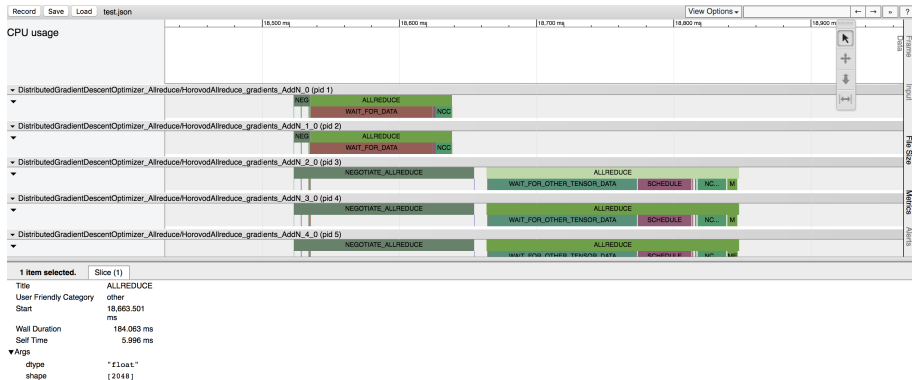 Record Save Load test.json View Options ← → » ?
18,500 ms 18,600 ms 18,700 ms 18,800 ms 18,900 m
CPU usage
Frame Data
Input
File Size
Metrics
Alerts
DistributedGradientDescentOptimizer_Allreduce/HorovodAllreduce_gradients_AddN_0 (pid 1)
NEG ALLREDUCE
WAIT_FOR_DATA NCC
DistributedGradientDescentOptimizer_Allreduce/HorovodAllreduce_gradients_AddN_1_0 (pid 2)
NEG ALLREDUCE
WAIT_FOR_DATA NCC
DistributedGradientDescentOptimizer_Allreduce/HorovodAllreduce_gradients_AddN_2_0 (pid 3)
NEGOTIATE_ALLREDUCE ALLREDUCE
WAIT_FOR_OTHER_TENSOR_DATA SCHEDULE NC... M
DistributedGradientDescentOptimizer_Allreduce/HorovodAllreduce_gradients_AddN_3_0 (pid 4)
NEGOTIATE_ALLREDUCE ALLREDUCE
WAIT_FOR_OTHER_TENSOR_DATA SCHEDULE NC... M
DistributedGradientDescentOptimizer_Allreduce/HorovodAllreduce_gradients_AddN_4_0 (pid 5)
NEGOTIATE_ALLREDUCE ALLREDUCE
WAIT_FOR_OTHER_TENSOR_DATA SCHEDULE NC
1 item selected. Slice (1)
Title ALLREDUCE
User Friendly Category other
Start 18,663.501
ms
Wall Duration 184.063 ms
Self Time 5.996 ms
▼Args
dtype "float"
shape [2048]